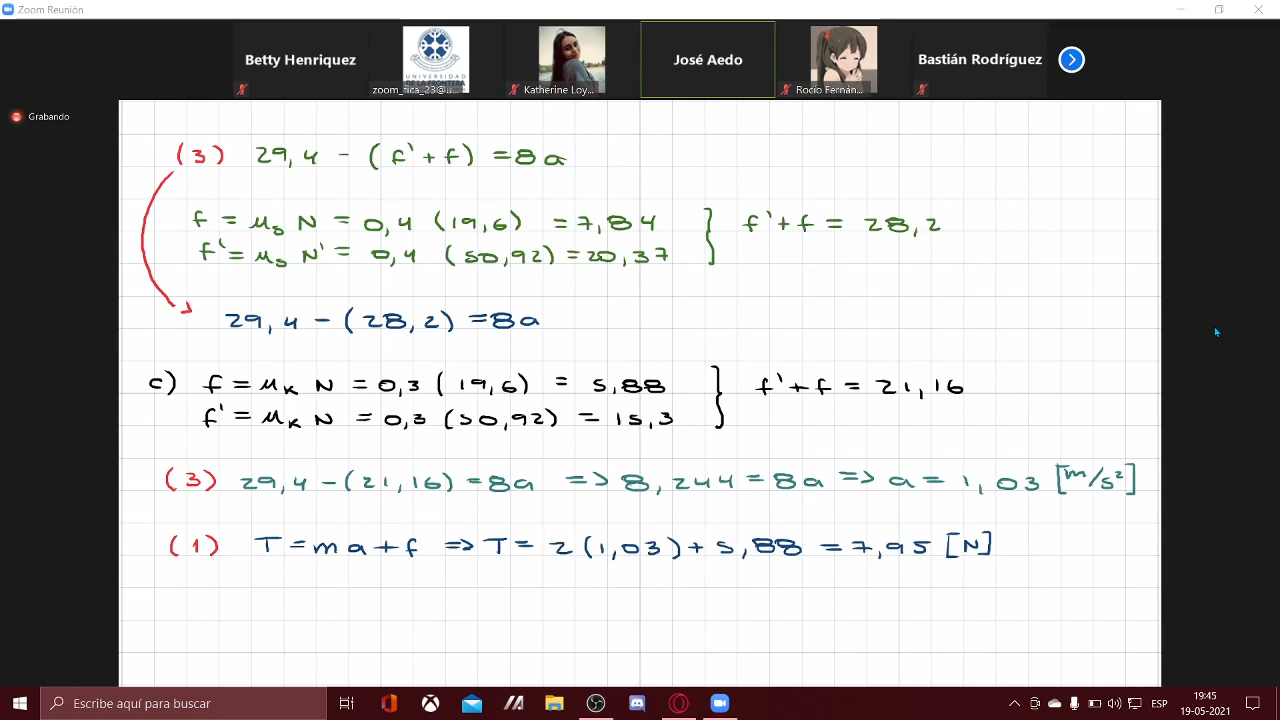 Zoom Reunión
Betty Henriquez
UNIVERSIDAD
DE LA FRONTERA
José Aedo
Bastián Rodríguez
zoom_fica_23@u...
Katherine Loy...
Rocío Fernán...
Grabando
(3) 29,4 - (f' + f) = 8a
f = μs N = 0,4 (19,6) = 7,84
f' + f = 28,2
f' = μs N' = 0,4 (50,92) = 20,37
29,4 - (28,2) = 8a
c) f = μK N = 0,3 (19,6) = 5,88
f' + f = 21,16
f' = μK N = 0,3 (50,92) = 15,3
(3) 29,4 - (21,16) = 8a => 8,244 = 8a => a = 1,03 [m/s²]
(1) T = ma + f => T = 2 (1,03) + 5,88 = 7,95 [N]
Escribe aquí para buscar
ESP
19:45
19-05-2021